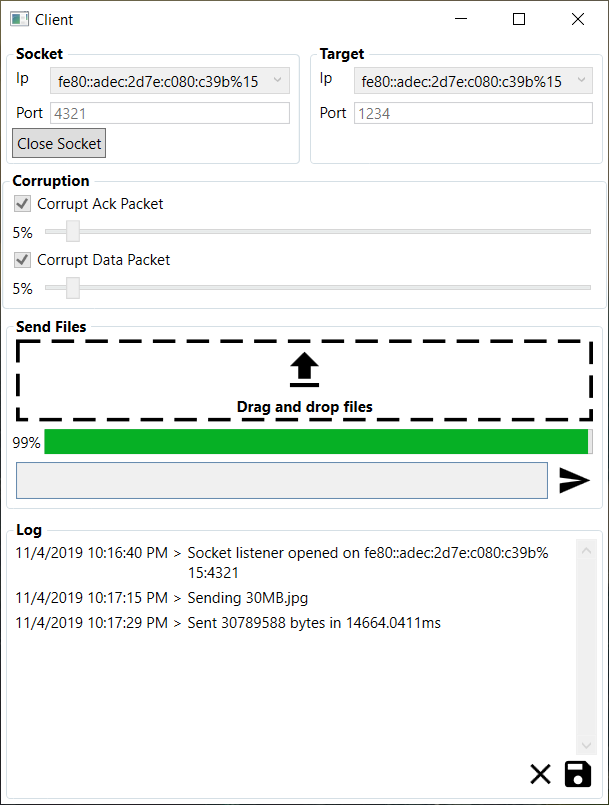 Client
Socket
Ip fe80::adec:2d7e:c080:c39b%15
Port 4321
Close Socket
Target
Ip fe80::adec:2d7e:c080:c39b%15
Port 1234
Corruption
Corrupt Ack Packet
5%
Corrupt Data Packet
5%
Send Files
Drag and drop files
99%
Log
11/4/2019 10:16:40 PM > Socket listener opened on fe80::adec:2d7e:c080:c39b%
15:4321
11/4/2019 10:17:15 PM > Sending 30MB.jpg
11/4/2019 10:17:29 PM > Sent 30789588 bytes in 14664.0411ms